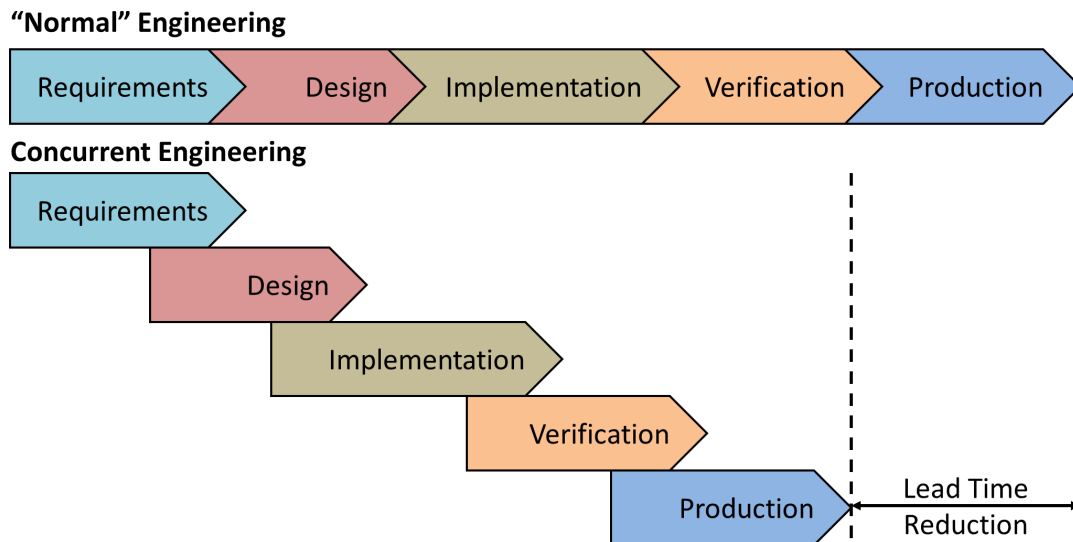 “Normal” Engineering
Requirements Design Implementation Verification Production
Concurrent Engineering
Requirements
Design
Implementation
Verification
Production
Lead Time
Reduction